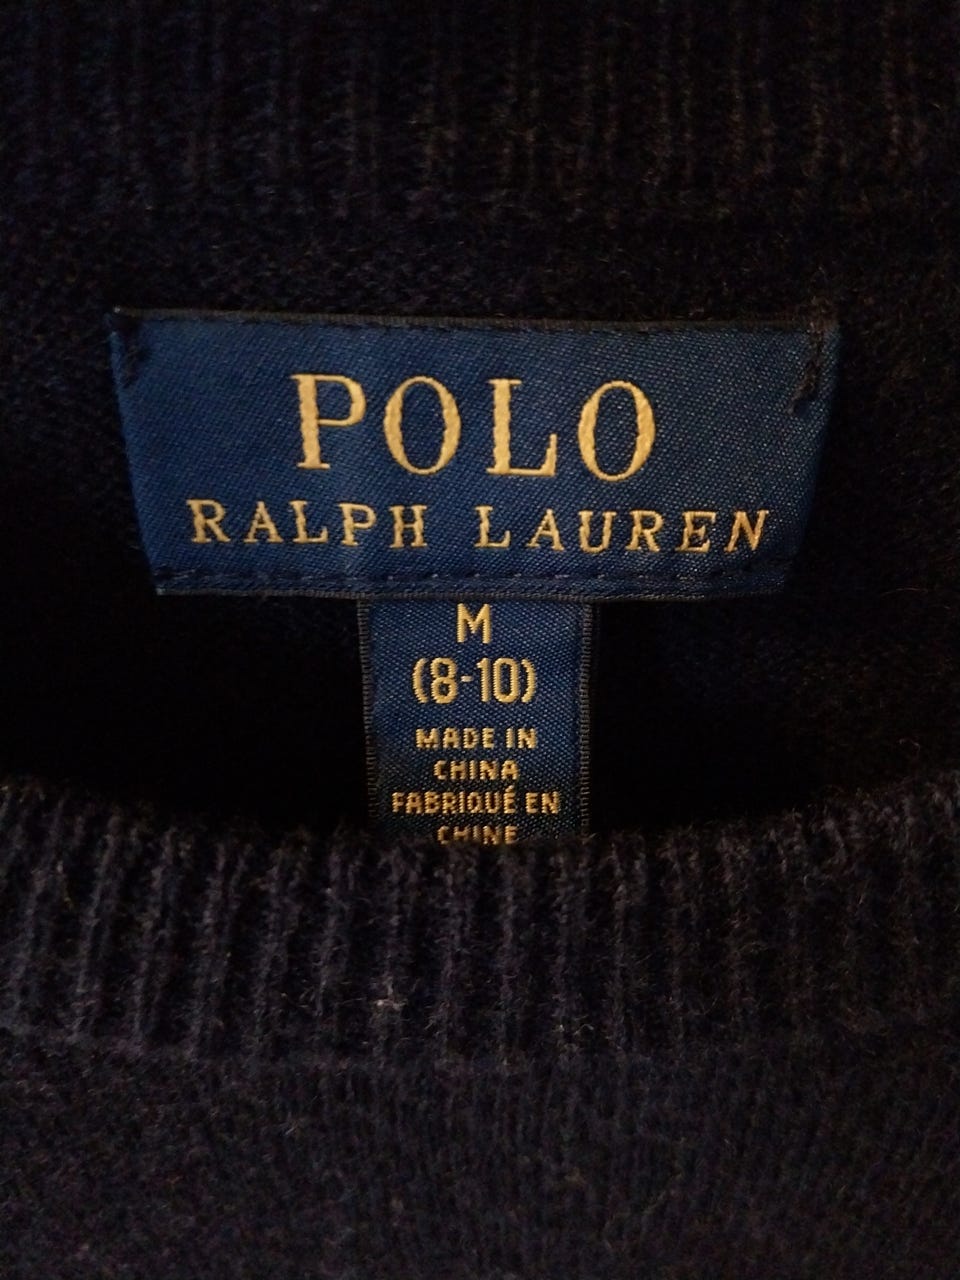 POLO
RALPH LAUREN
M
(8-10)
MADE IN
CHINA
FABRIQUÉ EN
CHINE